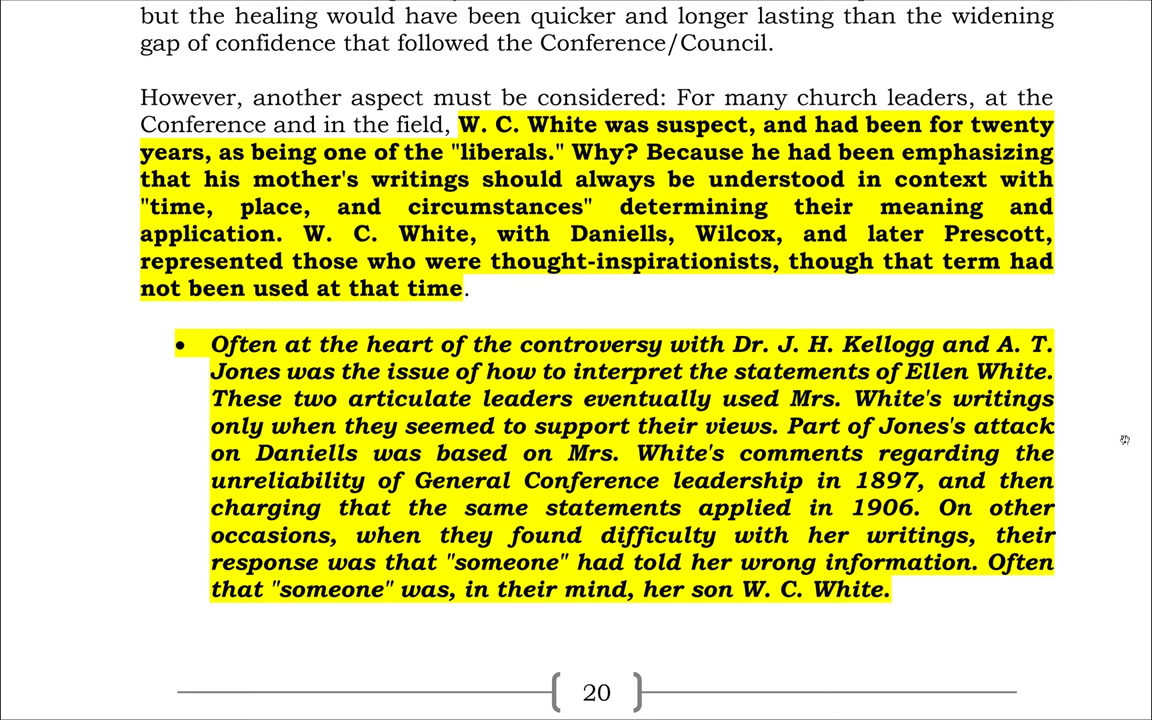 but the healing would have been quicker and longer lasting than the widening
gap of confidence that followed the Conference/Council.
However, another aspect must be considered: For many church leaders, at the
Conference and in the field, W. C. White was suspect, and had been for twenty
years, as being one of the "liberals." Why? Because he had been emphasizing
that his mother's writings should always be understood in context with
"time, place, and circumstances" determining their meaning and
application. W. C. White, with Daniells, Wilcox, and later Prescott,
represented those who were thought-inspirationists, though that term had
not been used at that time.
• Often at the heart of the controversy with Dr. J. H. Kellogg and A. T.
Jones was the issue of how to interpret the statements of Ellen White.
These two articulate leaders eventually used Mrs. White's writings
only when they seemed to support their views. Part of Jones's attack
on Daniells was based on Mrs. White's comments regarding the
unreliability of General Conference leadership in 1897, and then
charging that the same statements applied in 1906. On other
occasions, when they found difficulty with her writings, their
response was that "someone" had told her wrong information. Often
that "someone" was, in their mind, her son W. C. White.
20